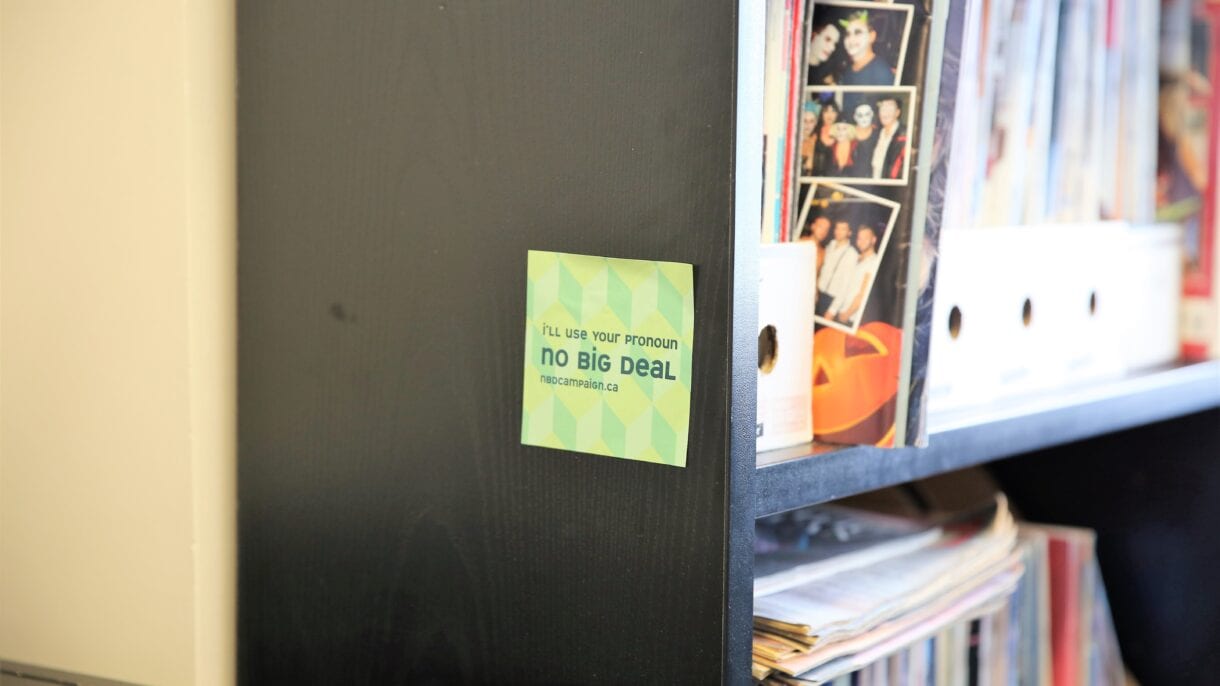 i'll use your pronoun
no big deal
nbdcampaign.ca